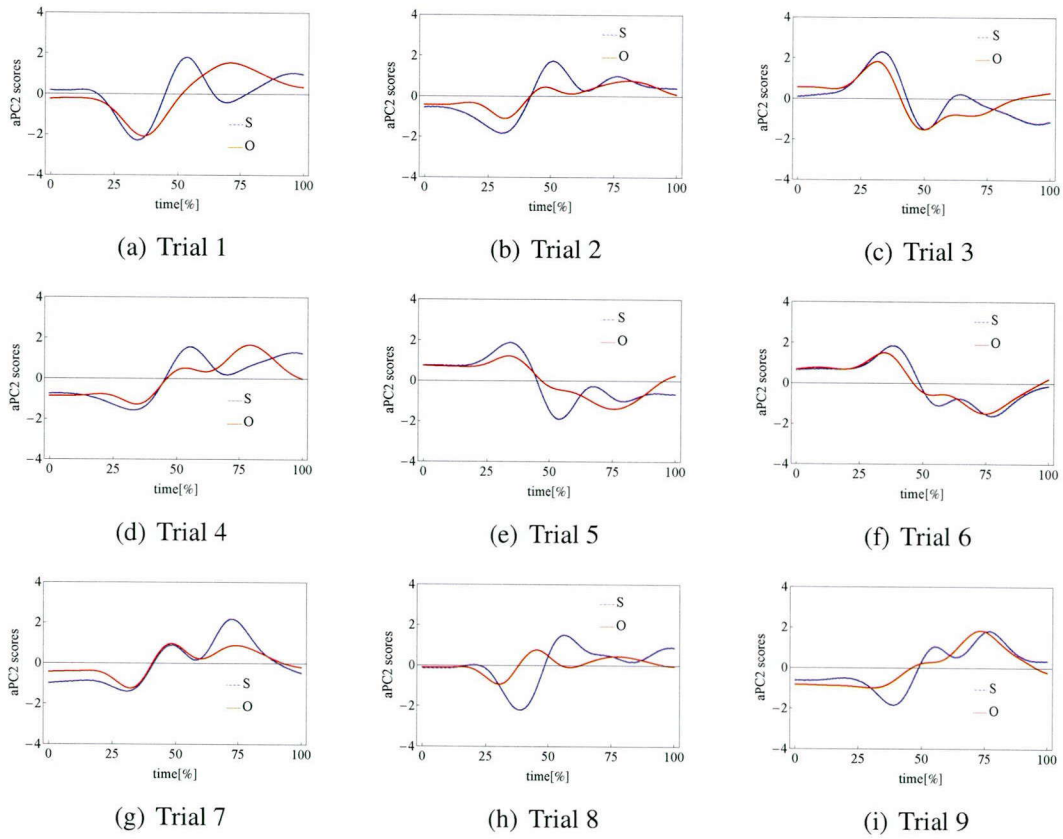 4
2
0
−2
−4
aPC2 scores
S
O
0 25 50 75 100
time[%]
(a) Trial 1
4
2
0
−2
−4
aPC2 scores
S
O
0 25 50 75 100
time[%]
(b) Trial 2
4
2
0
−2
−4
aPC2 scores
S
O
0 25 50 75 100
time[%]
(c) Trial 3
4
2
0
−2
−4
aPC2 scores
S
O
0 25 50 75 100
time[%]
(d) Trial 4
4
2
0
−2
−4
aPC2 scores
S
O
0 25 50 75 100
time[%]
(e) Trial 5
4
2
0
−2
−4
aPC2 scores
S
O
0 25 50 75 100
time[%]
(f) Trial 6
4
2
0
−2
−4
aPC2 scores
S
O
0 25 50 75 100
time[%]
(g) Trial 7
4
2
0
−2
−4
aPC2 scores
S
O
0 25 50 75 100
time[%]
(h) Trial 8
4
2
0
−2
−4
aPC2 scores
S
O
0 25 50 75 100
time[%]
(i) Trial 9